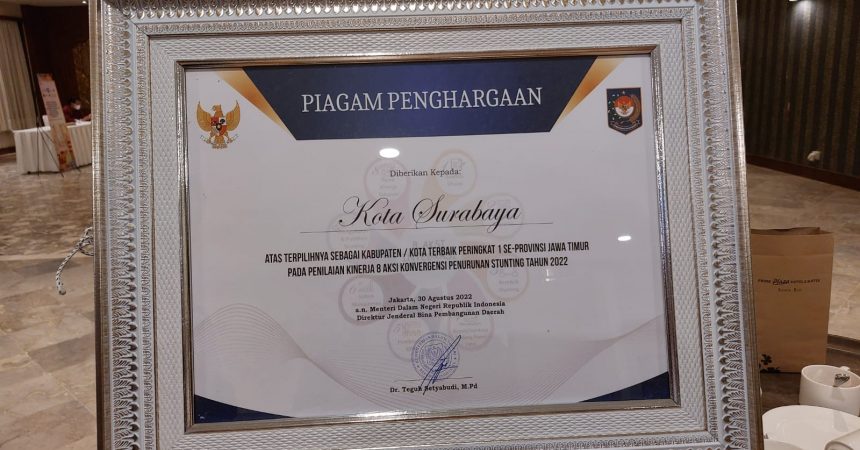 PIAGAM PENGHARGAAN
Diberikan Kepada:
Kota Surabaya
ATAS TERPILIHNYA SEBAGAI KABUPATEN / KOTA TERBAIK PERINGKAT 1 SE-PROVINSI JAWA TIMUR
PADA PENILAIAN KINERJA 8 AKSI KONVERGENSI PENURUNAN STUNTING TAHUN 2022
Jakarta, 30 Agustus 2022
a.n. Menteri Dalam Negeri Republik Indonesia
Direktur Jenderal Bina Pembangunan Daerah
Dr. Teguh Setyabudi, M.Pd
Plaza